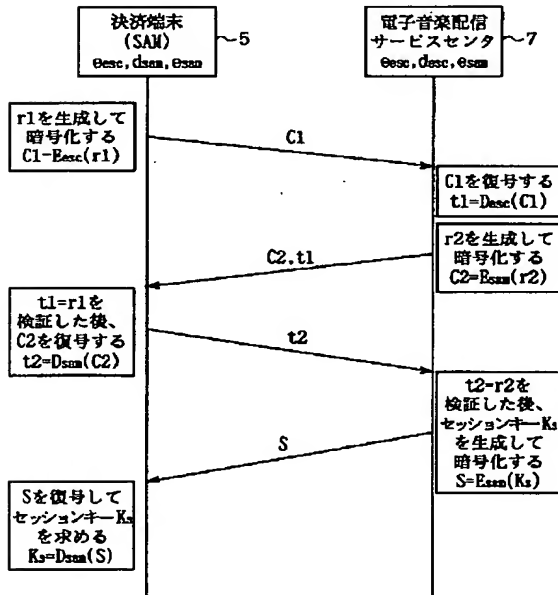 決済端末
(SAM)
eesc,dsam,esam
~5
電子音楽配信
サービスセンタ
eesc,desc,esam
~7
r1を生成して
暗号化する
C1=Eesc(r1)
C1
C1を復号する
t1=Desc(C1)
r2を生成して
暗号化する
C2=Esam(r2)
C2,t1
t1=r1を
検証した後、
C2を復号する
t2=Dsam(C2)
t2
t2=r2を
検証した後、
セッションキーKs
を生成して
暗号化する
S=Esam(Ks)
S
Sを復号して
セッションキーKs
を求める
Ks=Dsam(S)